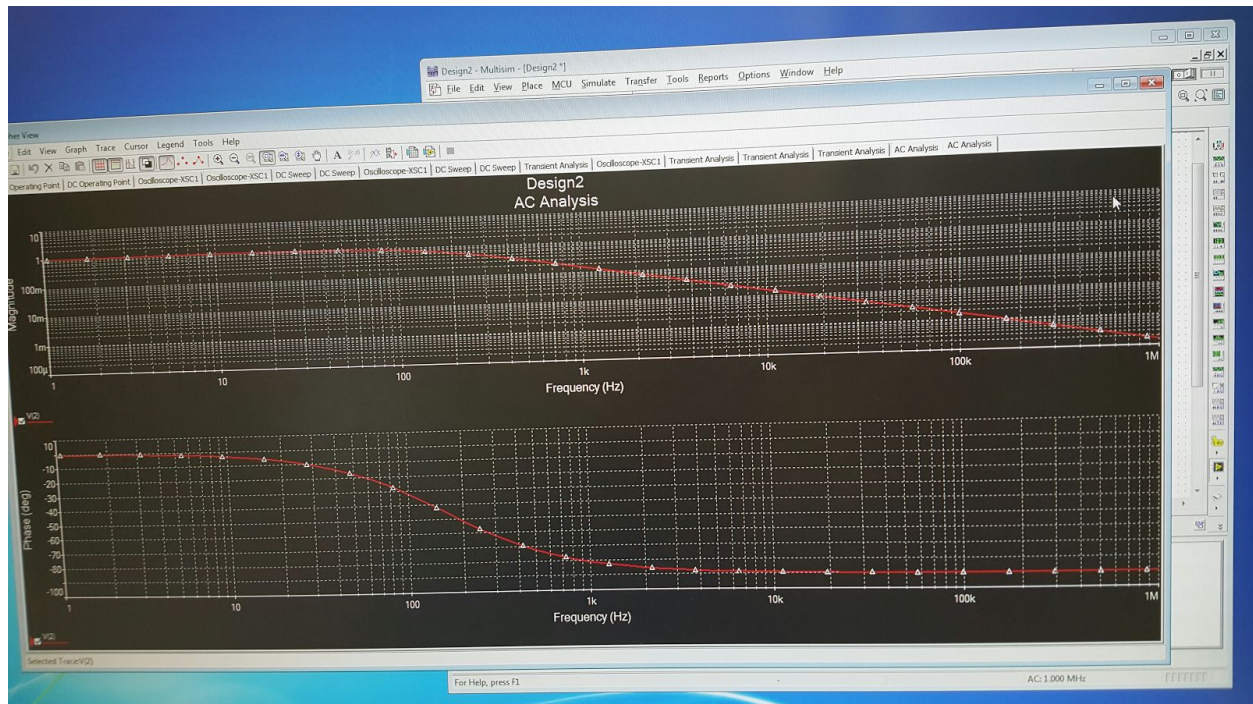 Design2 - Multisim - [Design2 *]
File Edit View Place MCU Simulate Transfer Tools Reports Options Window Help
her View
Edit View Graph Trace Cursor Legend Tools Help
Operating Point DC Operating Point Oscilloscope-XSC1 Oscilloscope-XSC1 DC Sweep DC Sweep Oscilloscope-XSC1 DC Sweep DC Sweep Transient Analysis Oscilloscope-XSC1 Transient Analysis Transient Analysis Transient Analysis AC Analysis AC Analysis
Design2
AC Analysis
Magnitude
10
1
100m
10m
1m
100µ
1 10 100 1k 10k 100k 1M
Frequency (Hz)
V(2)
Phase (deg)
10
-10
-20
-30
-40
-50
-60
-70
-80
-100
1 10 100 1k 10k 100k 1M
Frequency (Hz)
V(2)
Selected Trace:V(2)
For Help, press F1
AC: 1.000 MHz